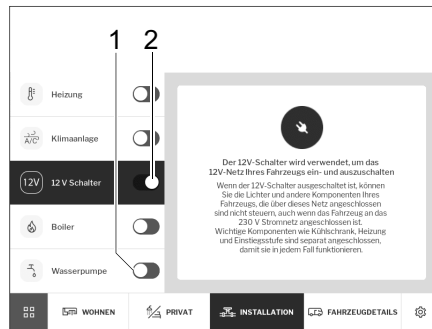 1 2
Heizung
A/C Klimaanlage
12V 12 V Schalter
Boiler
Wasserpumpe
Der 12V-Schalter wird verwendet, um das
12V-Netz Ihres Fahrzeugs ein- und auszuschalten
Wenn der 12V-Schalter ausgeschaltet ist, können
Sie die Lichter und andere Komponenten Ihres
Fahrzeugs, die über dieses Netz angeschlossen
sind nicht steuern, auch wenn das Fahrzeug an das
230 V Stromnetz angeschlossen ist.
Wichtige Komponenten wie Kühlschrank, Heizung
und Einstiegsstufe sind separat angeschlossen,
damit sie in jedem Fall funktionieren.
WOHNEN PRIVAT INSTALLATION FAHRZEUGDETAILS